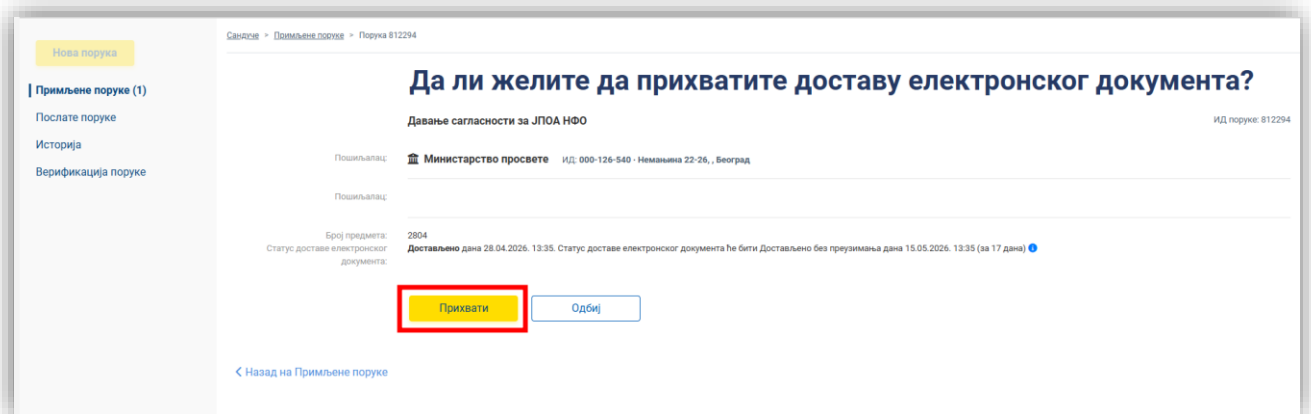 Сандуче > Примљене поруке > Порука 812294
Нова порука
Примљене поруке (1)
Послате поруке
Историја
Верификација поруке
Да ли желите да прихватите доставу електронског документа?
Давање сагласности за ЈПОА НФО
ИД поруке: 812294
Пошиљалац: Министарство просвете ИД: 000-126-540 - Немањина 22-26, , Београд
Пошиљалац:
Број предмета: 2804
Статус доставе електронског документа: Достављено дана 28.04.2026. 13:35. Статус доставе електронског документа ће бити Достављено без преузимања дана 15.05.2026. 13:35 (за 17 дана)
Прихвати
Одбиј
Назад на Примљене поруке